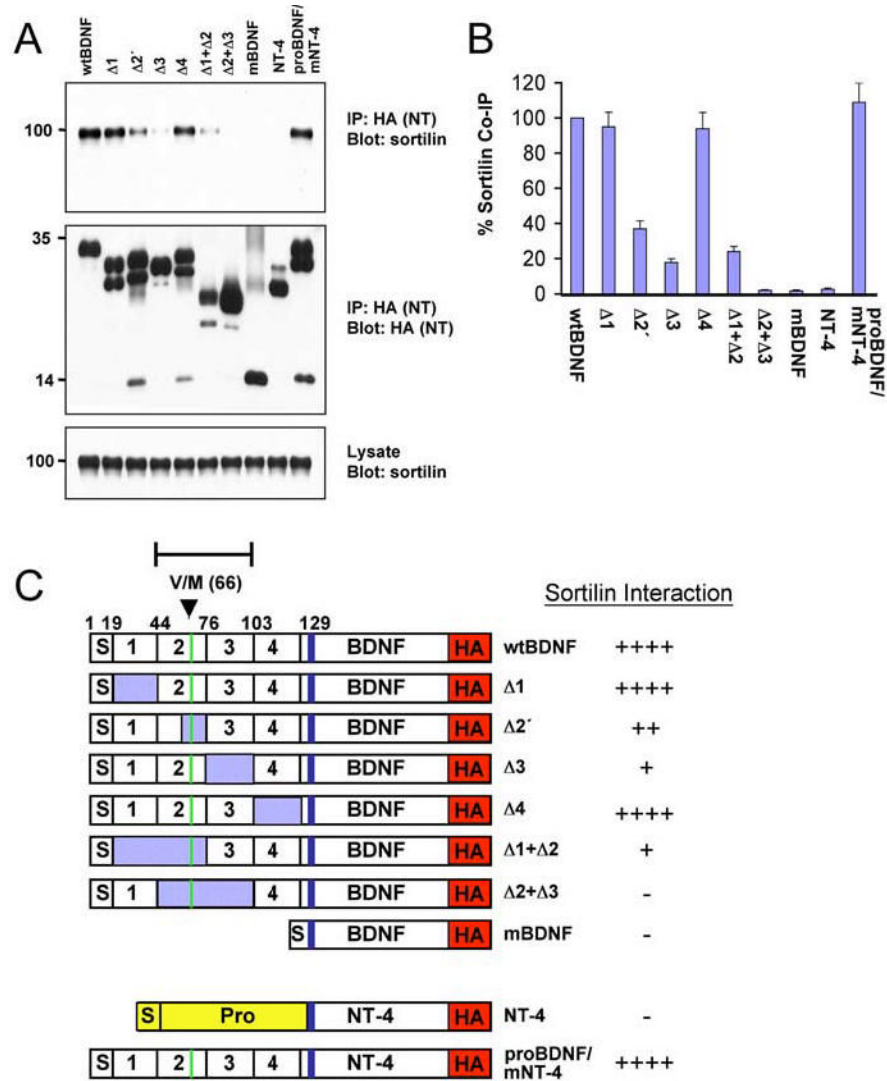 A
wtBDNF
Δ1
Δ2´
Δ3
Δ4
Δ1+Δ2
Δ2+Δ3
mBDNF
NT-4
proBDNF/
mNT-4
100
IP: HA (NT)
Blot: sortilin
35
14
IP: HA (NT)
Blot: HA (NT)
100
Lysate
Blot: sortilin
B
% Sortilin Co-IP
120
100
80
60
40
20
0
wtBDNF
Δ1
Δ2´
Δ3
Δ4
Δ1+Δ2
Δ2+Δ3
mBDNF
NT-4
proBDNF/
mNT-4
C
V/M (66)
Sortilin Interaction
1 19 44 76 103 129
S 1 2 3 4 BDNF HA wtBDNF ++++
S 2 3 4 BDNF HA Δ1 ++++
S 1 3 4 BDNF HA Δ2´ ++
S 1 2 4 BDNF HA Δ3 +
S 1 2 3 BDNF HA Δ4 ++++
S 3 4 BDNF HA Δ1+Δ2 +
S 1 4 BDNF HA Δ2+Δ3 -
S BDNF HA mBDNF -
S Pro NT-4 HA NT-4 -
S 1 2 3 4 NT-4 HA proBDNF/
mNT-4 ++++